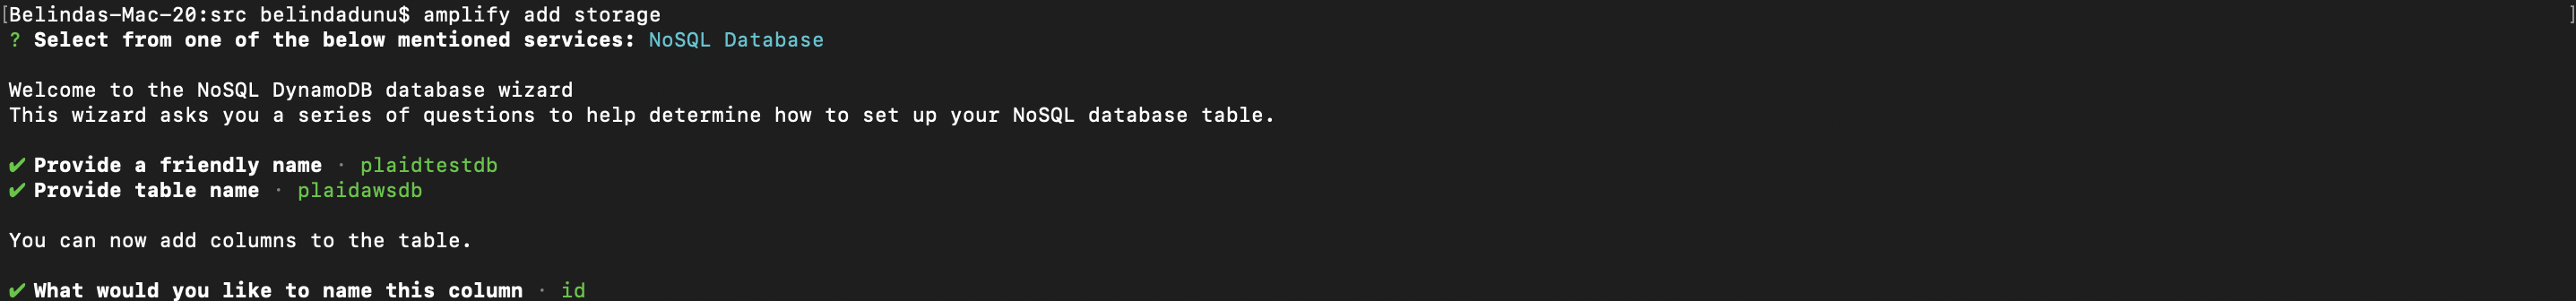 [Belindas-Mac-20:src belindadunu$ amplify add storage ]
? Select from one of the below mentioned services: NoSQL Database
Welcome to the NoSQL DynamoDB database wizard
This wizard asks you a series of questions to help determine how to set up your NoSQL database table.
✔ Provide a friendly name · plaidtestdb
✔ Provide table name · plaidawsdb
You can now add columns to the table.
✔ What would you like to name this column · id